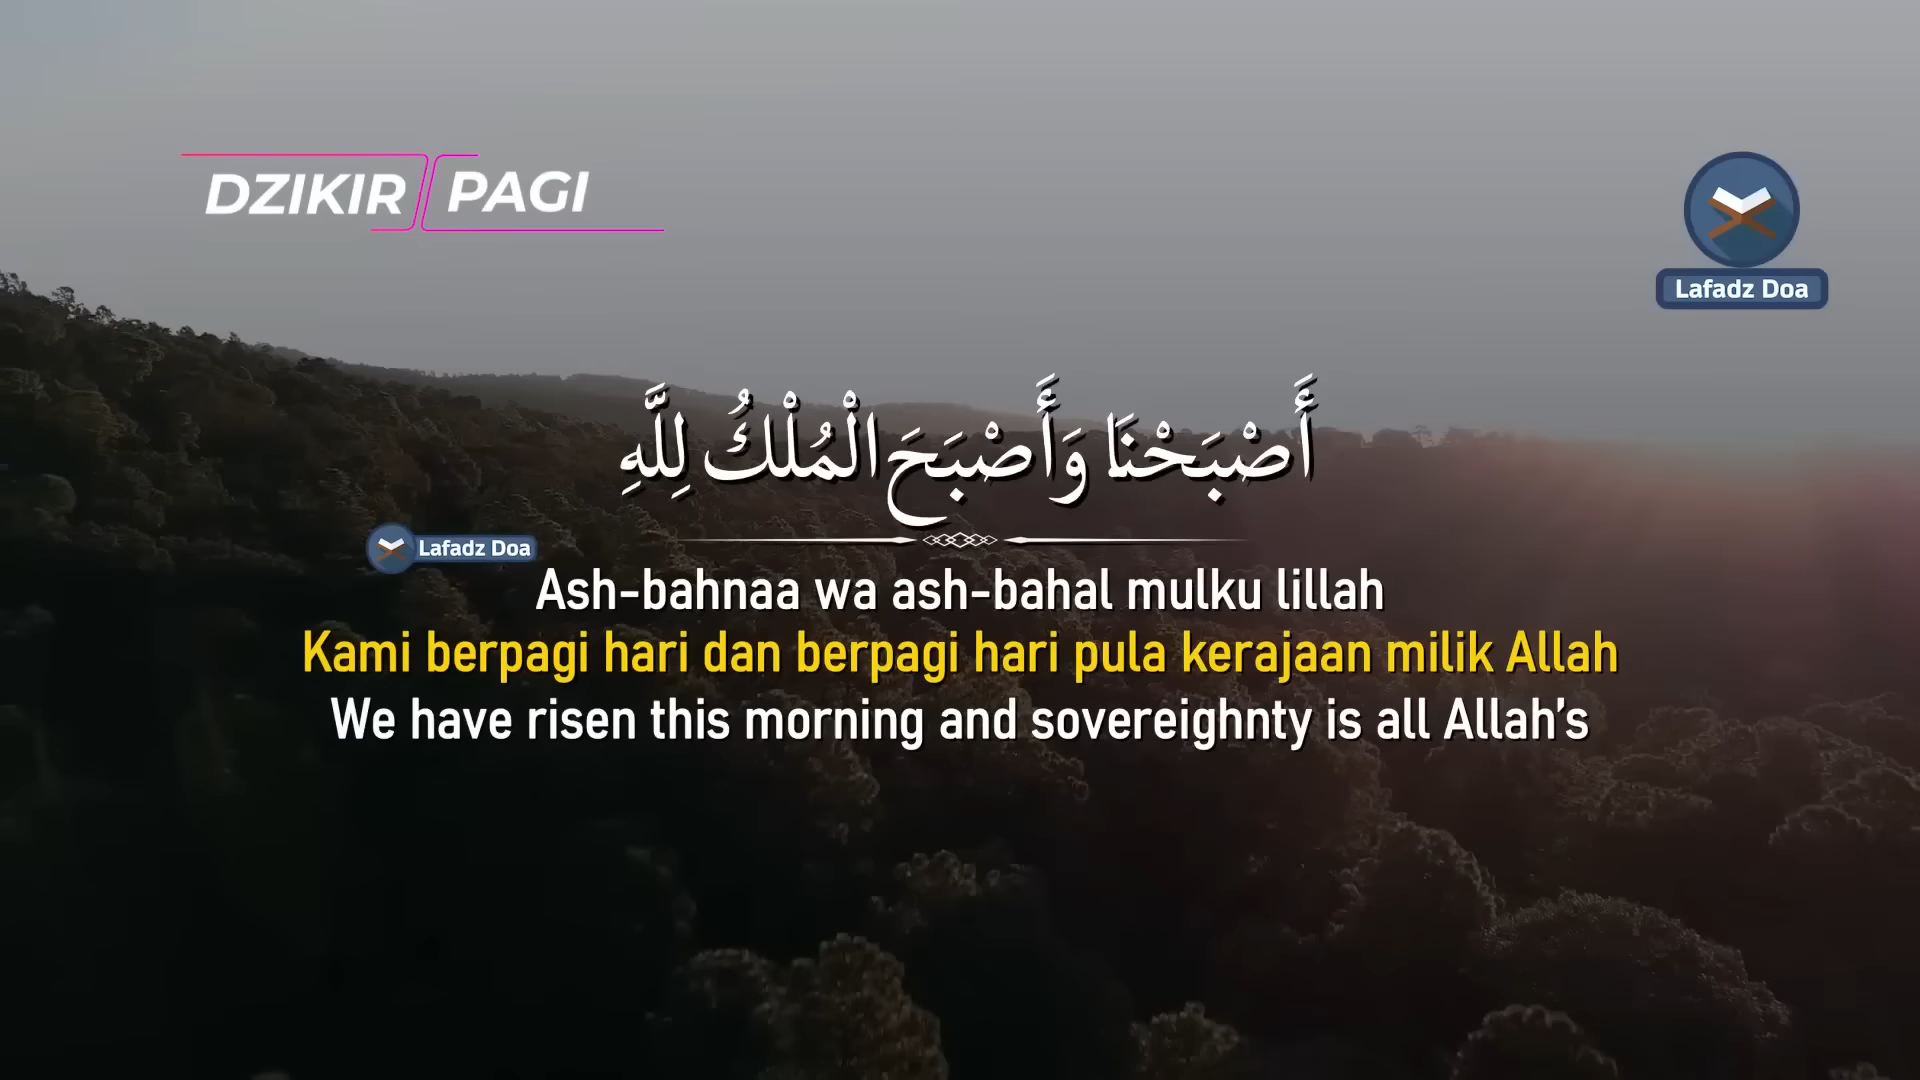 DZIKIR PAGI
Lafadz Doa
أَصْبَحْنَا وَأَصْبَحَ الْمُلْكُ لِلَّهِ
Lafadz Doa
Ash-bahnaa wa ash-bahal mulku lillah
Kami berpagi hari dan berpagi hari pula kerajaan milik Allah
We have risen this morning and sovereighnty is all Allah's